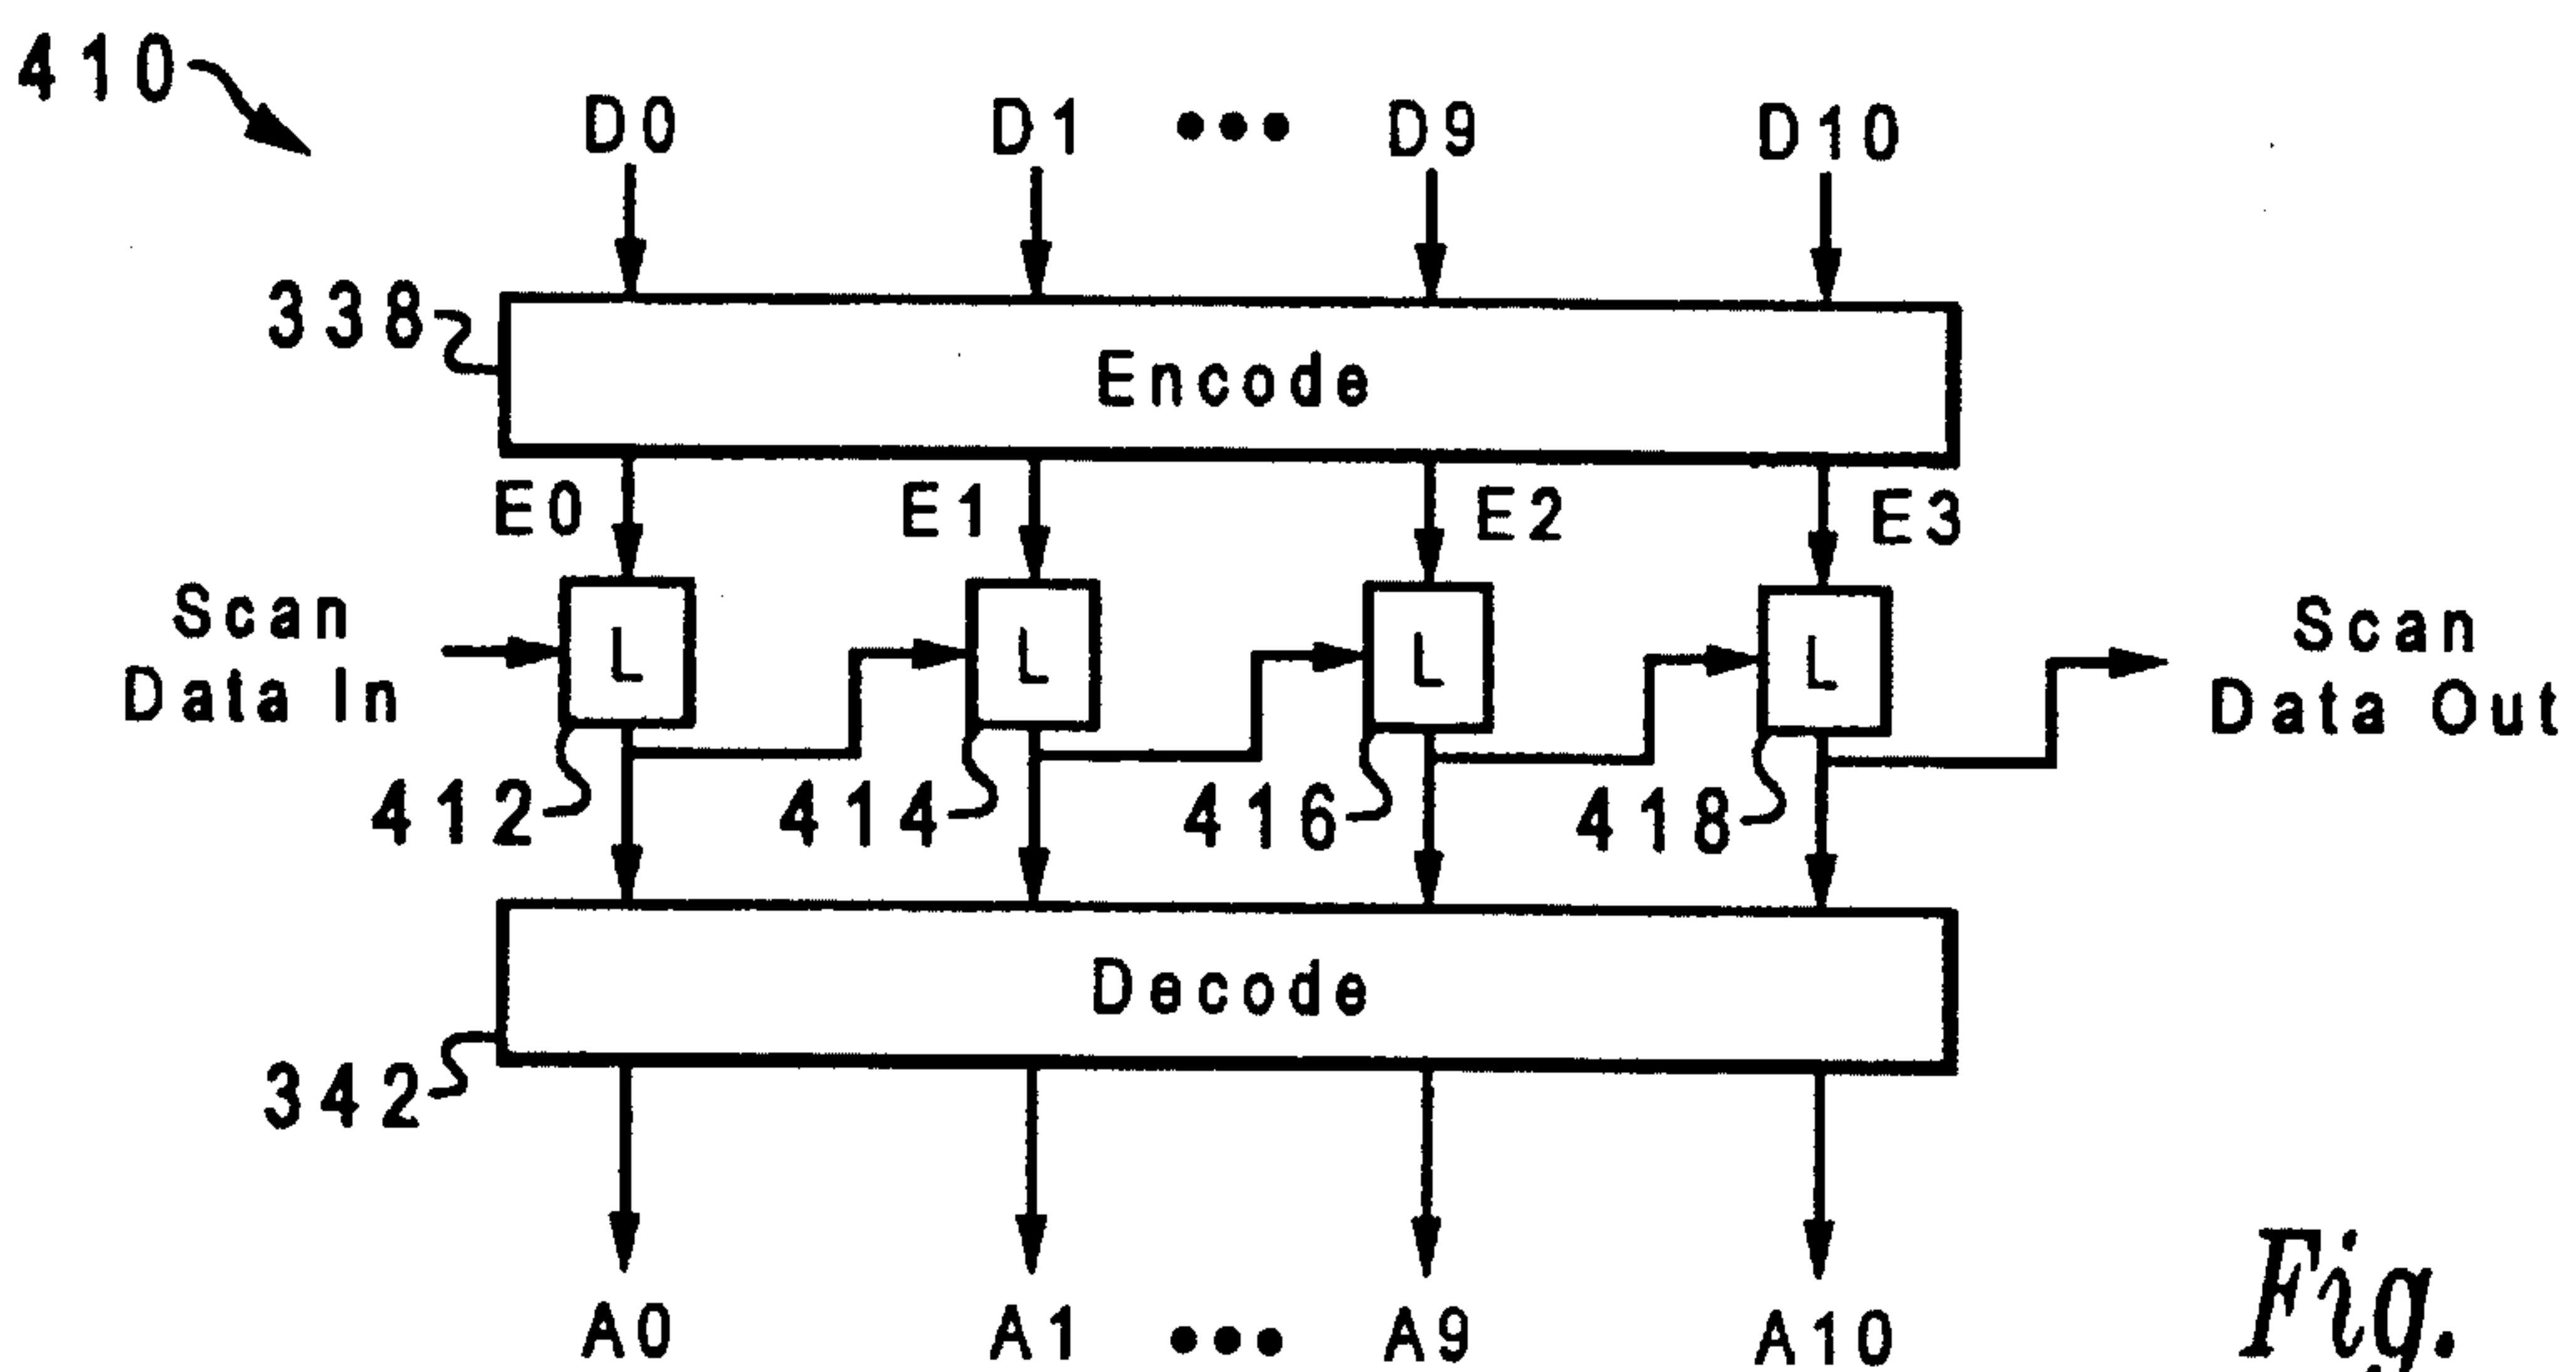 410
D0 D1 ••• D9 D10
338
Encode
E0 E1 E2 E3
Scan
Data In
L L L L
Scan
Data Out
412 414 416 418
Decode
342
A0 A1 ••• A9 A10
Fig.